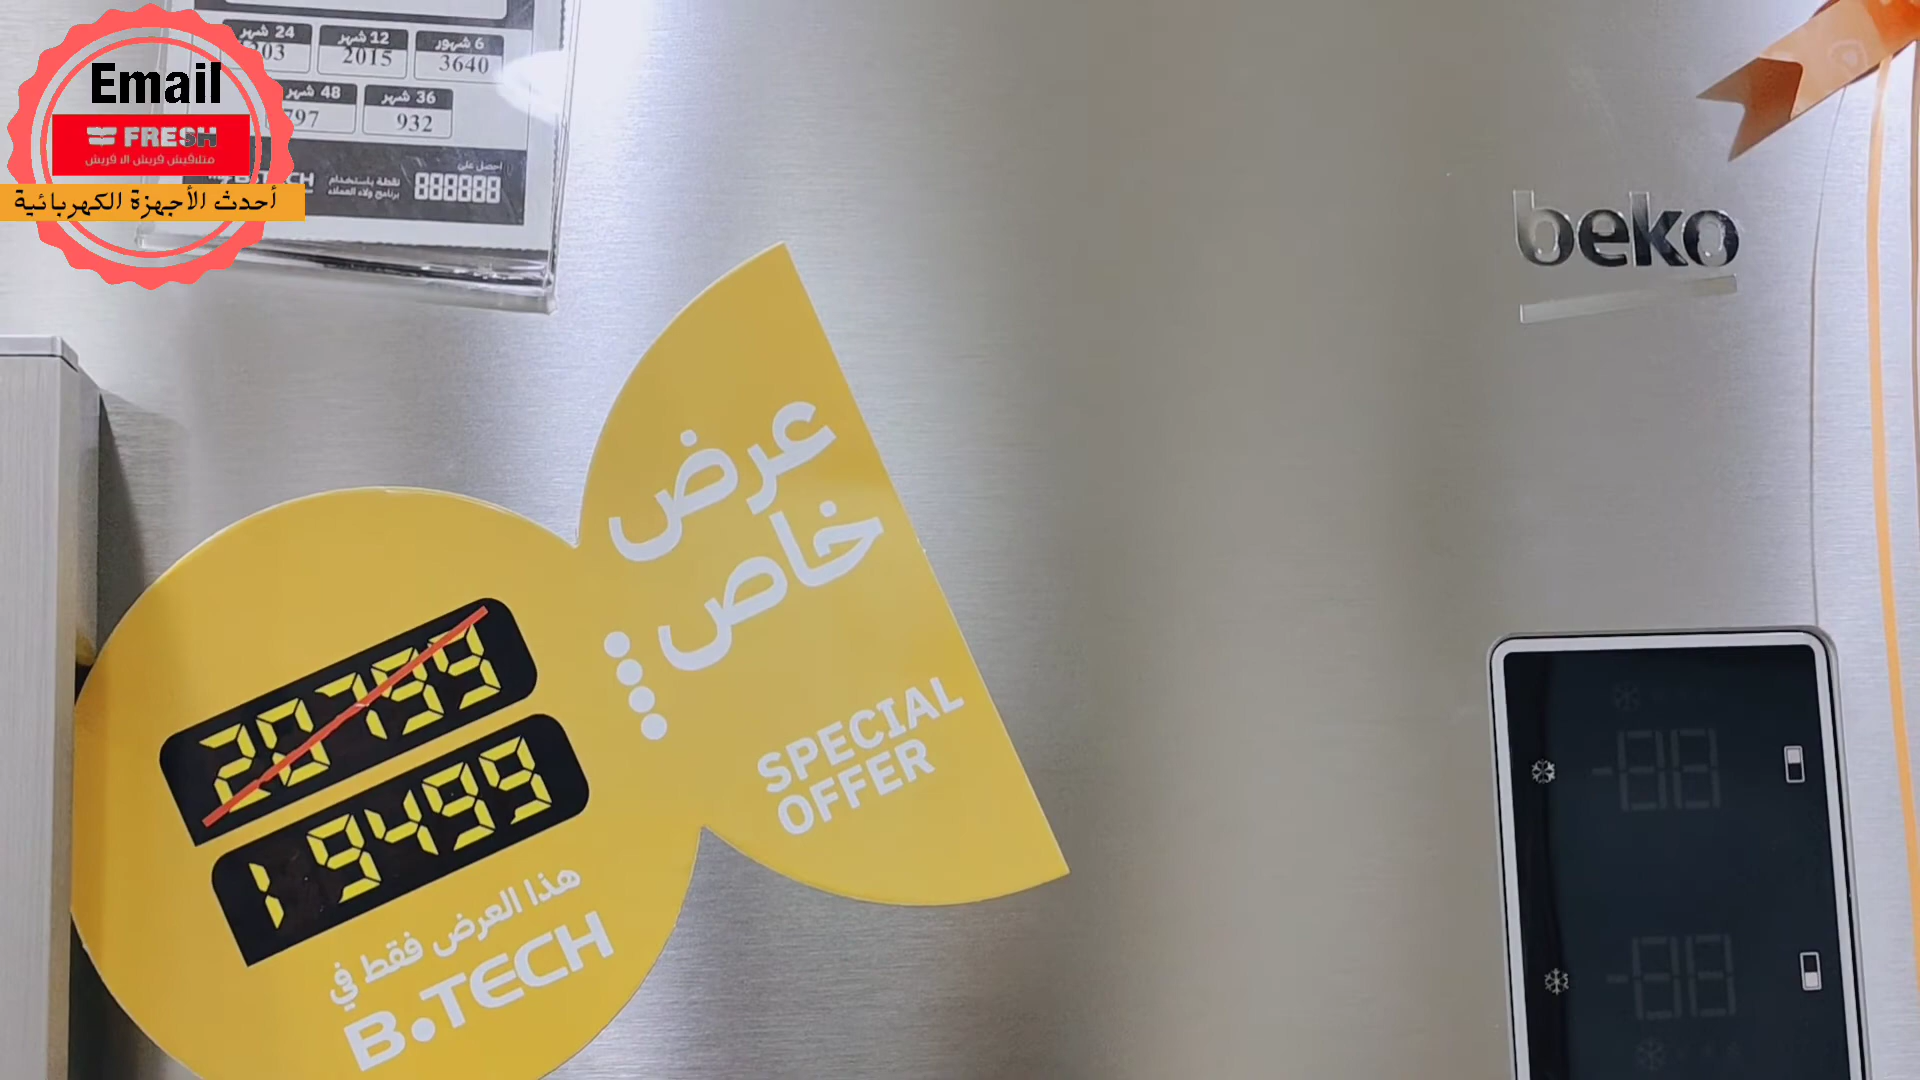 24 شهر
12 شهر
6 شهور
2015
3640
48 شهر
36 شهر
932
احصل على
888888
نقطة باستخدام
برنامج ولاء العملاء
Email
FRESH
أحدث الأجهزة الكهربائية
beko
عرض
خاص
SPECIAL
OFFER
20799
19499
هذا العرض فقط في
B.TECH